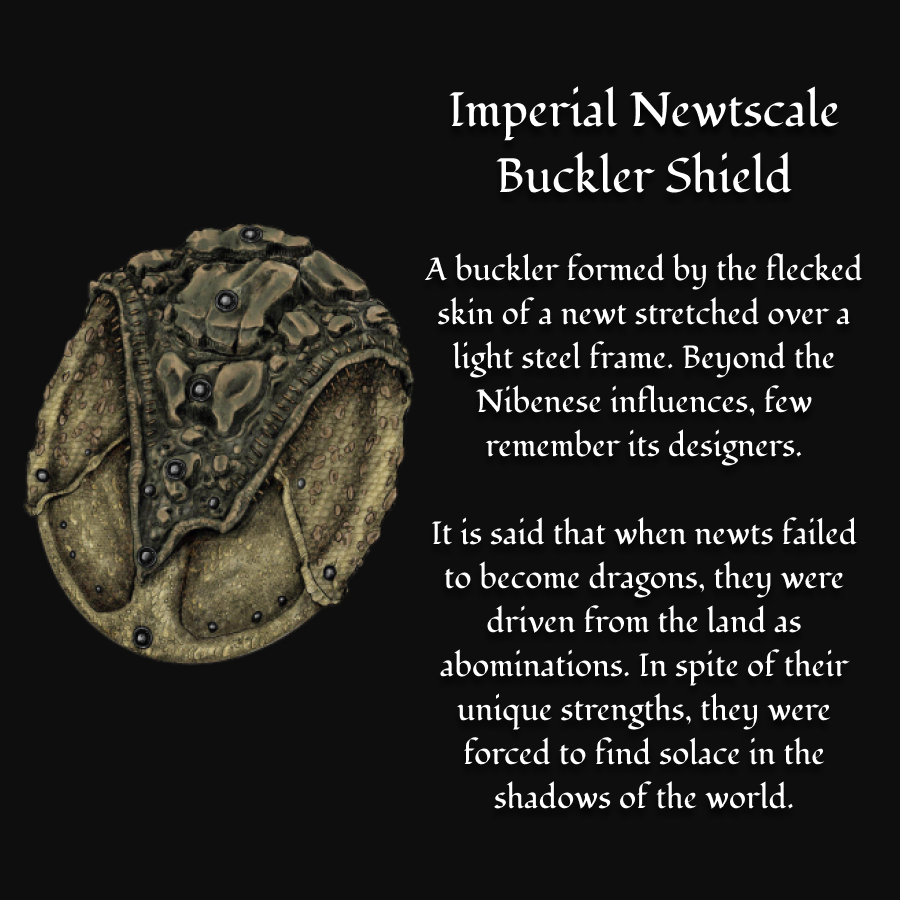 Imperial Newtscale
Buckler Shield
A buckler formed by the flecked
skin of a newt stretched over a
light steel frame. Beyond the
Nibenese influences, few
remember its designers.
It is said that when newts failed
to become dragons, they were
driven from the land as
abominations. In spite of their
unique strengths, they were
forced to find solace in the
shadows of the world.